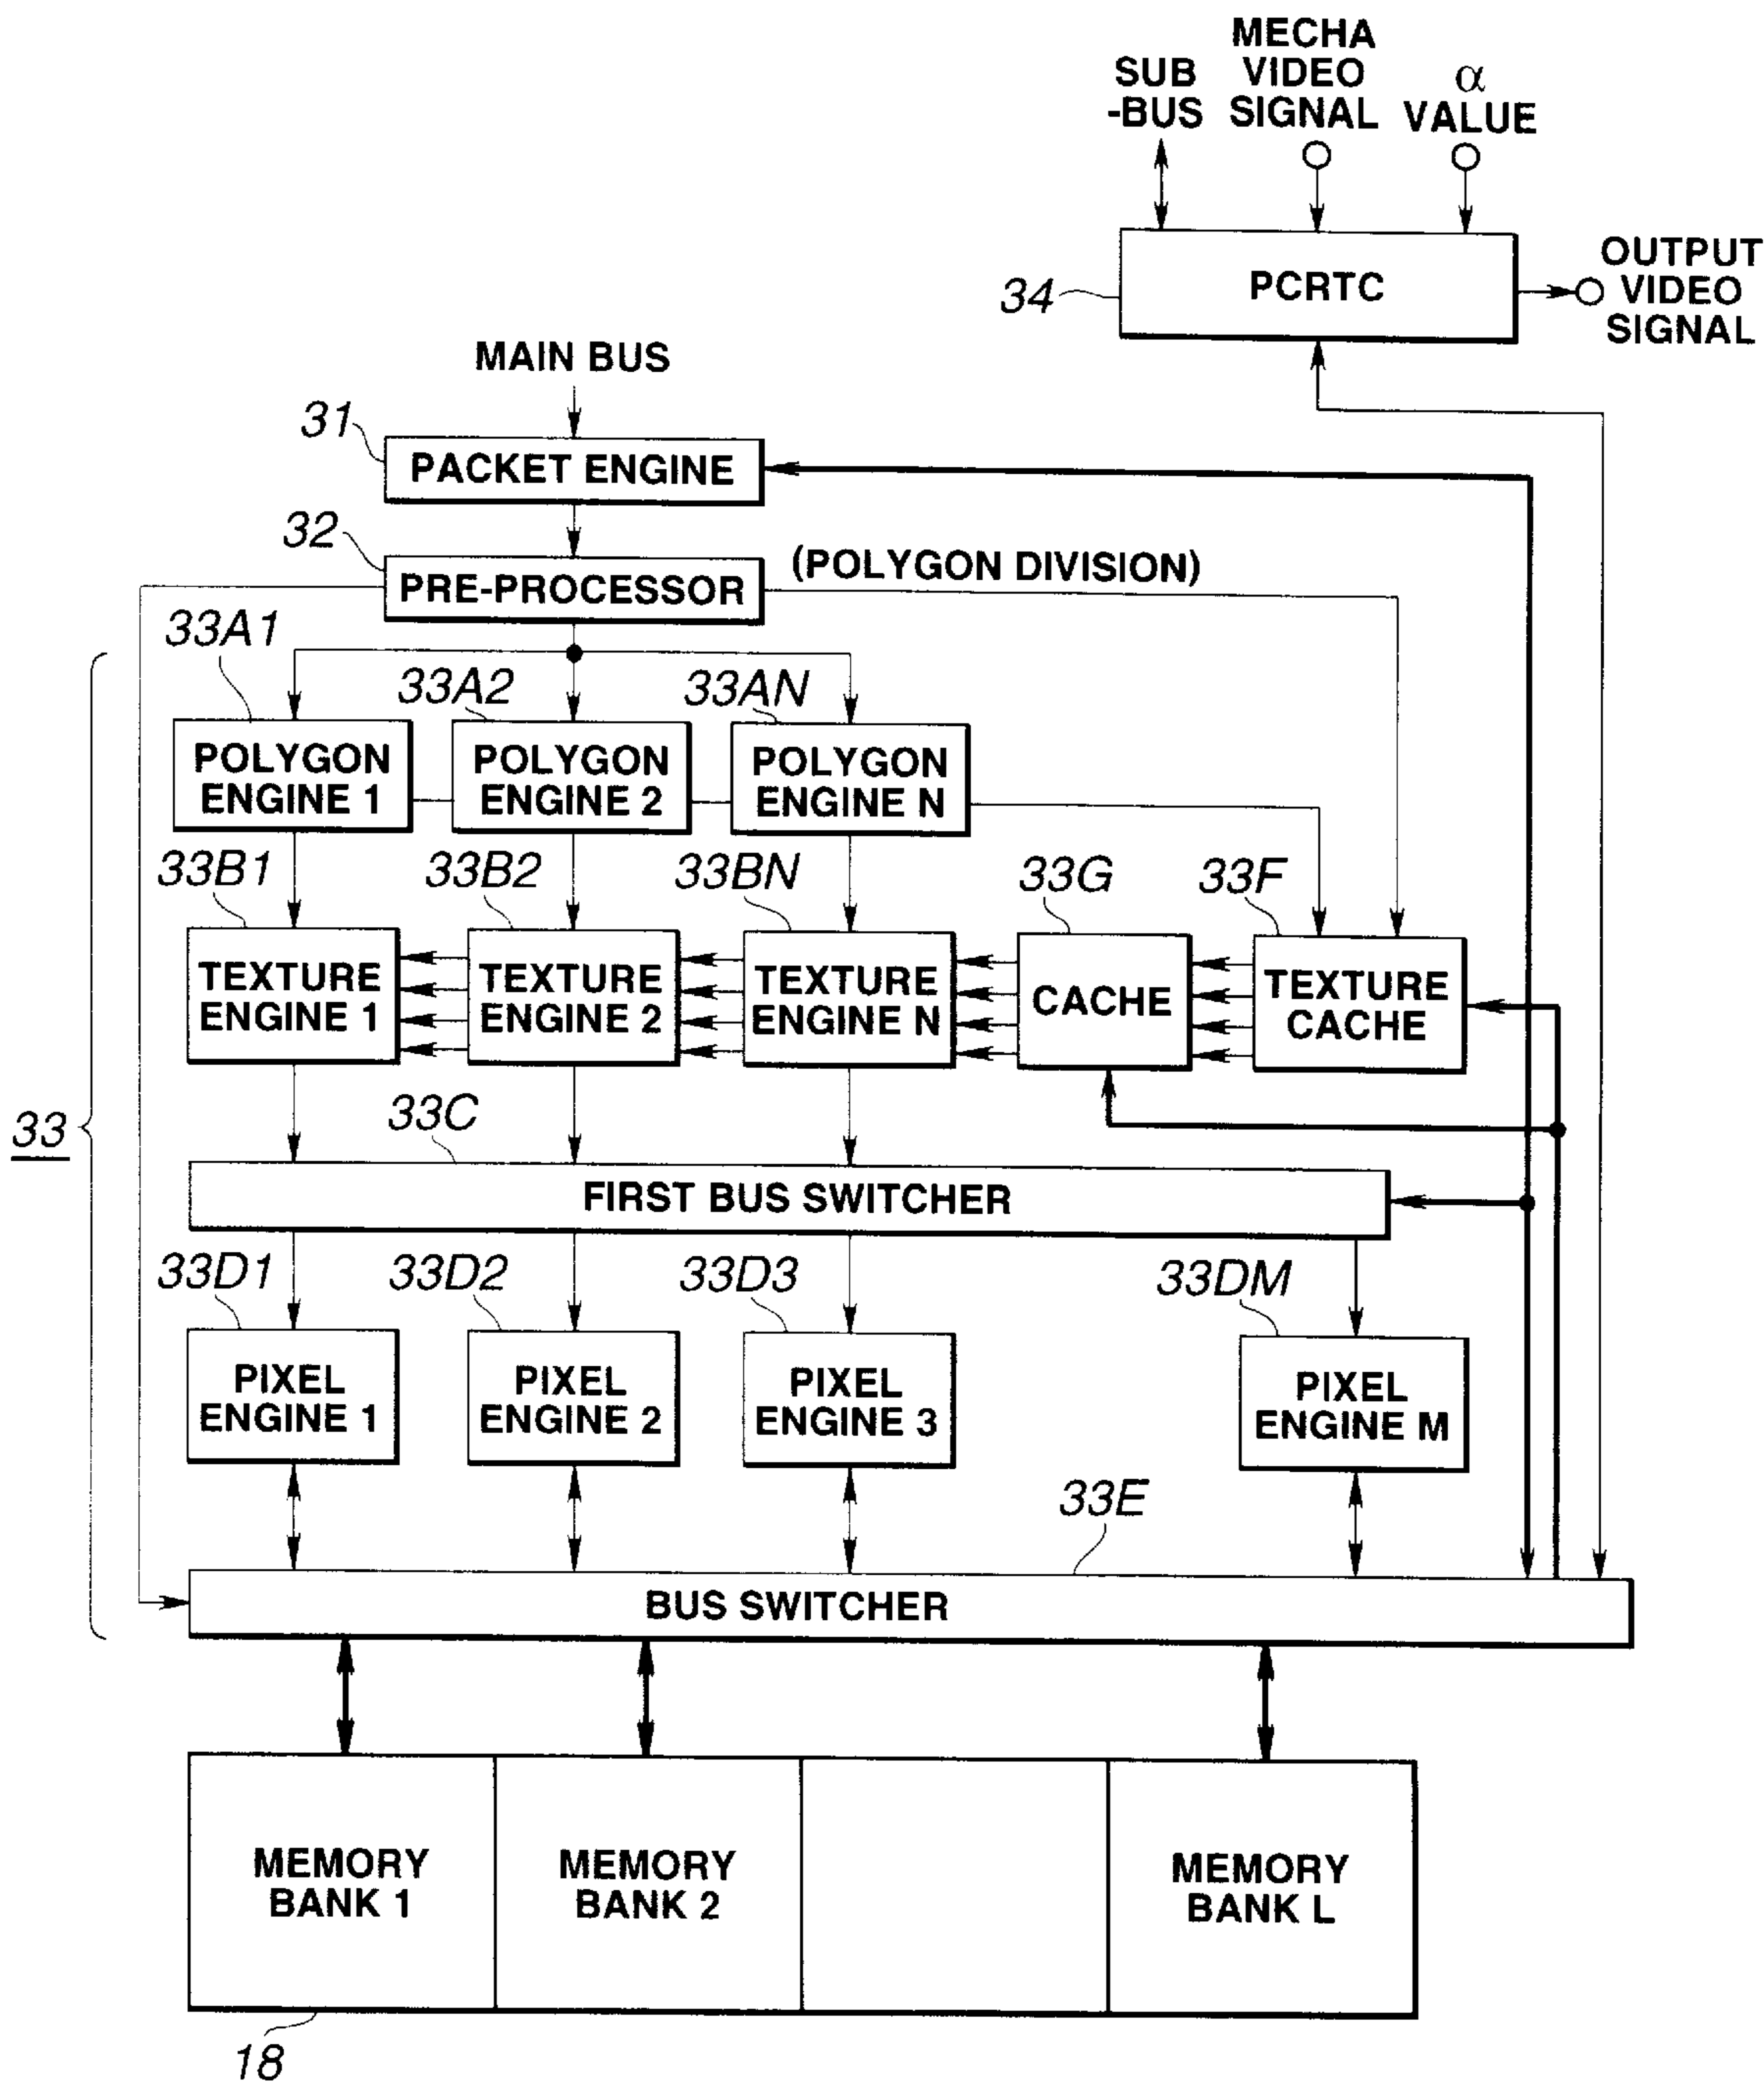 SUB
-BUS
MECHA
VIDEO
SIGNAL
α
VALUE
34
PCRTC
OUTPUT
VIDEO
SIGNAL
MAIN BUS
31
PACKET ENGINE
32
PRE-PROCESSOR
(POLYGON DIVISION)
33A1
33A2
33AN
POLYGON
ENGINE 1
POLYGON
ENGINE 2
POLYGON
ENGINE N
33B1
33B2
33BN
33G
33F
TEXTURE
ENGINE 1
TEXTURE
ENGINE 2
TEXTURE
ENGINE N
CACHE
TEXTURE
CACHE
33
33C
FIRST BUS SWITCHER
33D1
33D2
33D3
33DM
PIXEL
ENGINE 1
PIXEL
ENGINE 2
PIXEL
ENGINE 3
PIXEL
ENGINE M
33E
BUS SWITCHER
MEMORY
BANK 1
MEMORY
BANK 2
MEMORY
BANK L
18